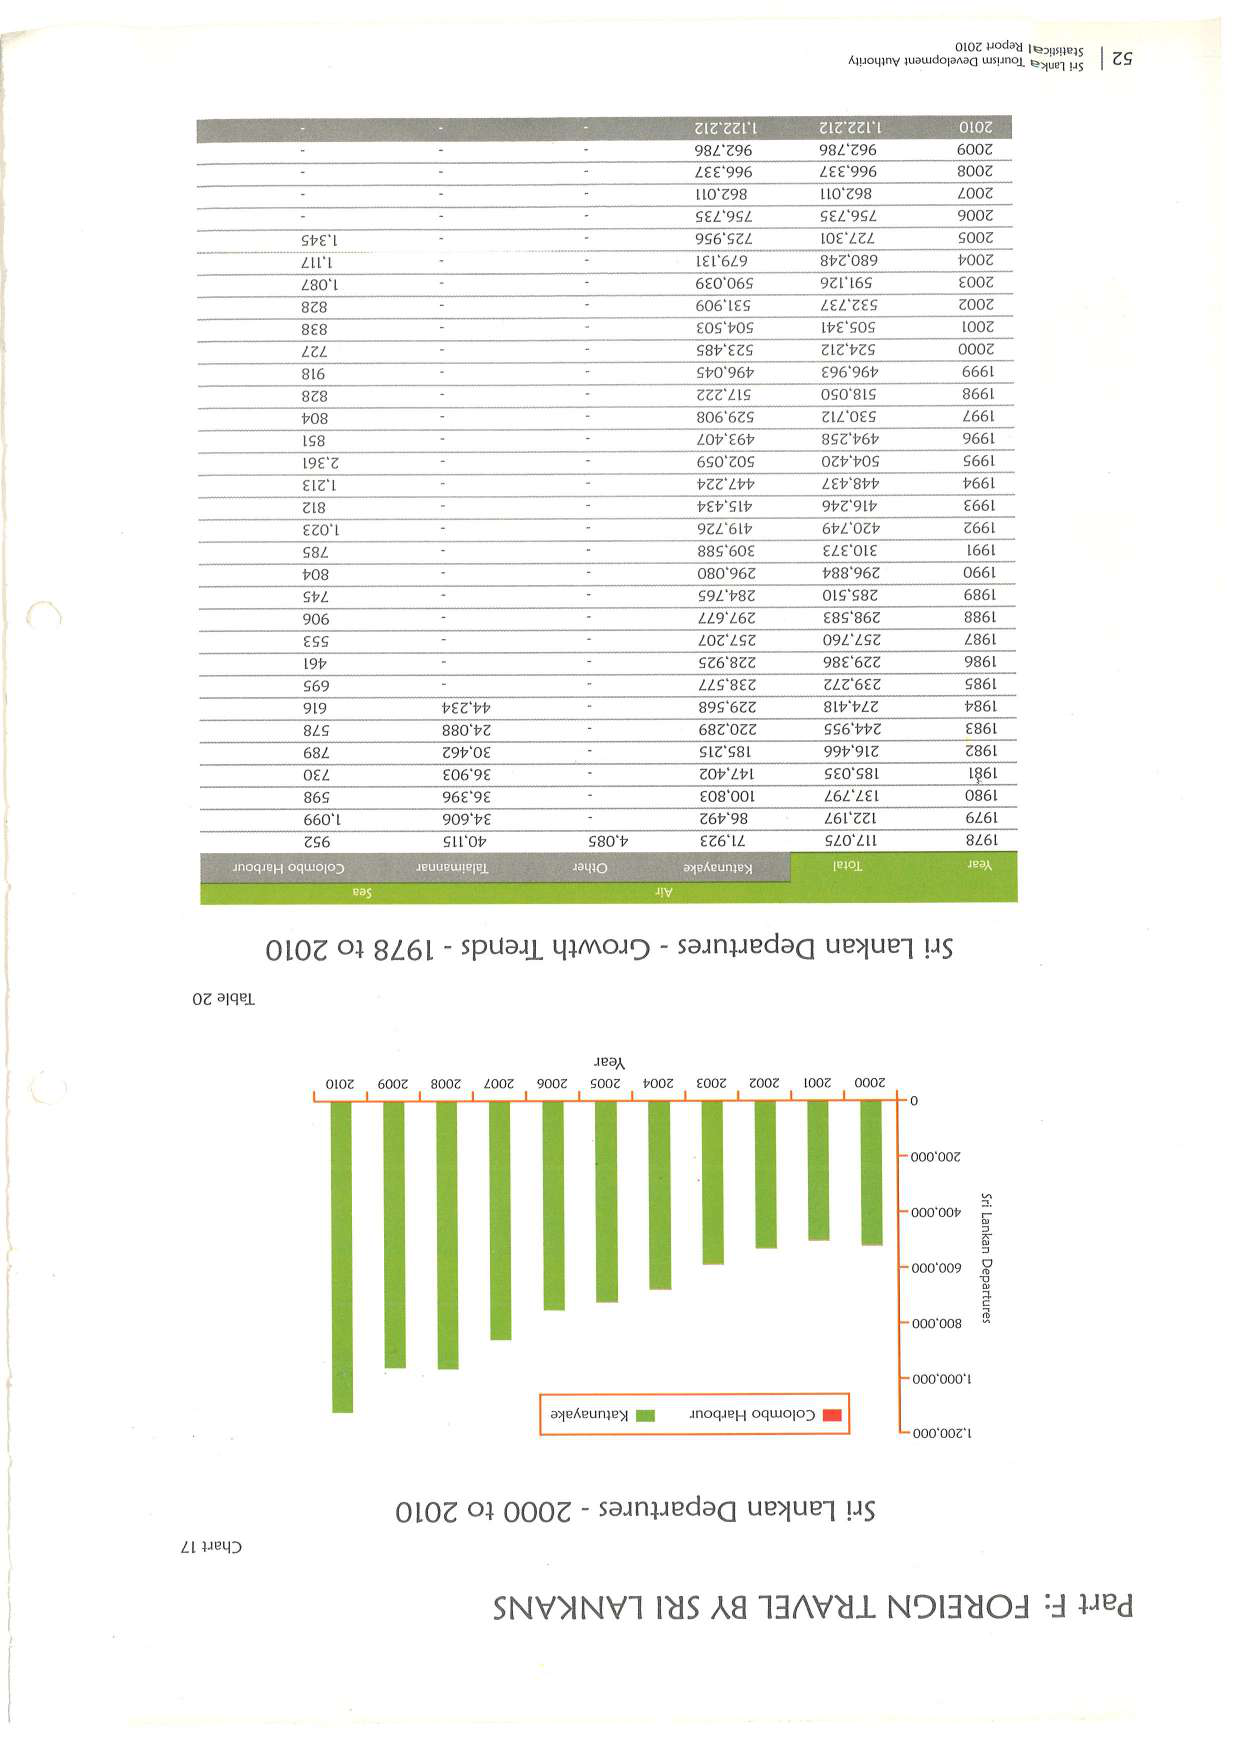 Part F: FOREIGN TRAVEL BY SRI LANKANS
Chart 17
Sri Lankan Departures - 2000 to 2010
1,200,000
1,000,000
800,000
600,000
400,000
200,000
0
Sri Lankan Departures
Colombo Harbour Katunayake
2000 2001 2002 2003 2004 2005 2006 2007 2008 2009 2010
Year
Table 20
Sri Lankan Departures - Growth Trends - 1978 to 2010
Air Sea
Year Total Katunayake Other Talaimannar Colombo Harbour
1978 117,075 71,923 4,085 40,115 952
1979 122,197 86,492 - 34,606 1,099
1980 137,797 100,803 - 36,396 598
1981 185,035 147,402 - 36,903 730
1982 216,466 185,215 - 30,462 789
1983 244,955 220,289 - 24,088 578
1984 274,418 229,568 - 44,234 616
1985 239,272 238,577 - - 695
1986 229,386 228,925 - - 461
1987 257,760 257,207 - - 553
1988 298,583 297,677 - - 906
1989 285,510 284,765 - - 745
1990 296,884 296,080 - - 804
1991 310,373 309,588 - - 785
1992 420,749 419,726 - - 1,023
1993 416,246 415,434 - - 812
1994 448,437 447,224 - - 1,213
1995 504,420 502,059 - - 2,361
1996 494,258 493,407 - - 851
1997 530,712 529,908 - - 804
1998 518,050 517,222 - - 828
1999 496,963 496,045 - - 918
2000 524,212 523,485 - - 727
2001 505,341 504,503 - - 838
2002 532,737 531,909 - - 828
2003 591,126 590,039 - - 1,087
2004 680,248 679,131 - - 1,117
2005 727,301 725,956 - - 1,345
2006 756,735 756,735 - - -
2007 862,011 862,011 - - -
2008 966,337 966,337 - - -
2009 962,786 962,786 - - -
2010 1,122,212 1,122,212 - - -
52 | Sri Lanka Tourism Development Authority
Statistical Report 2010